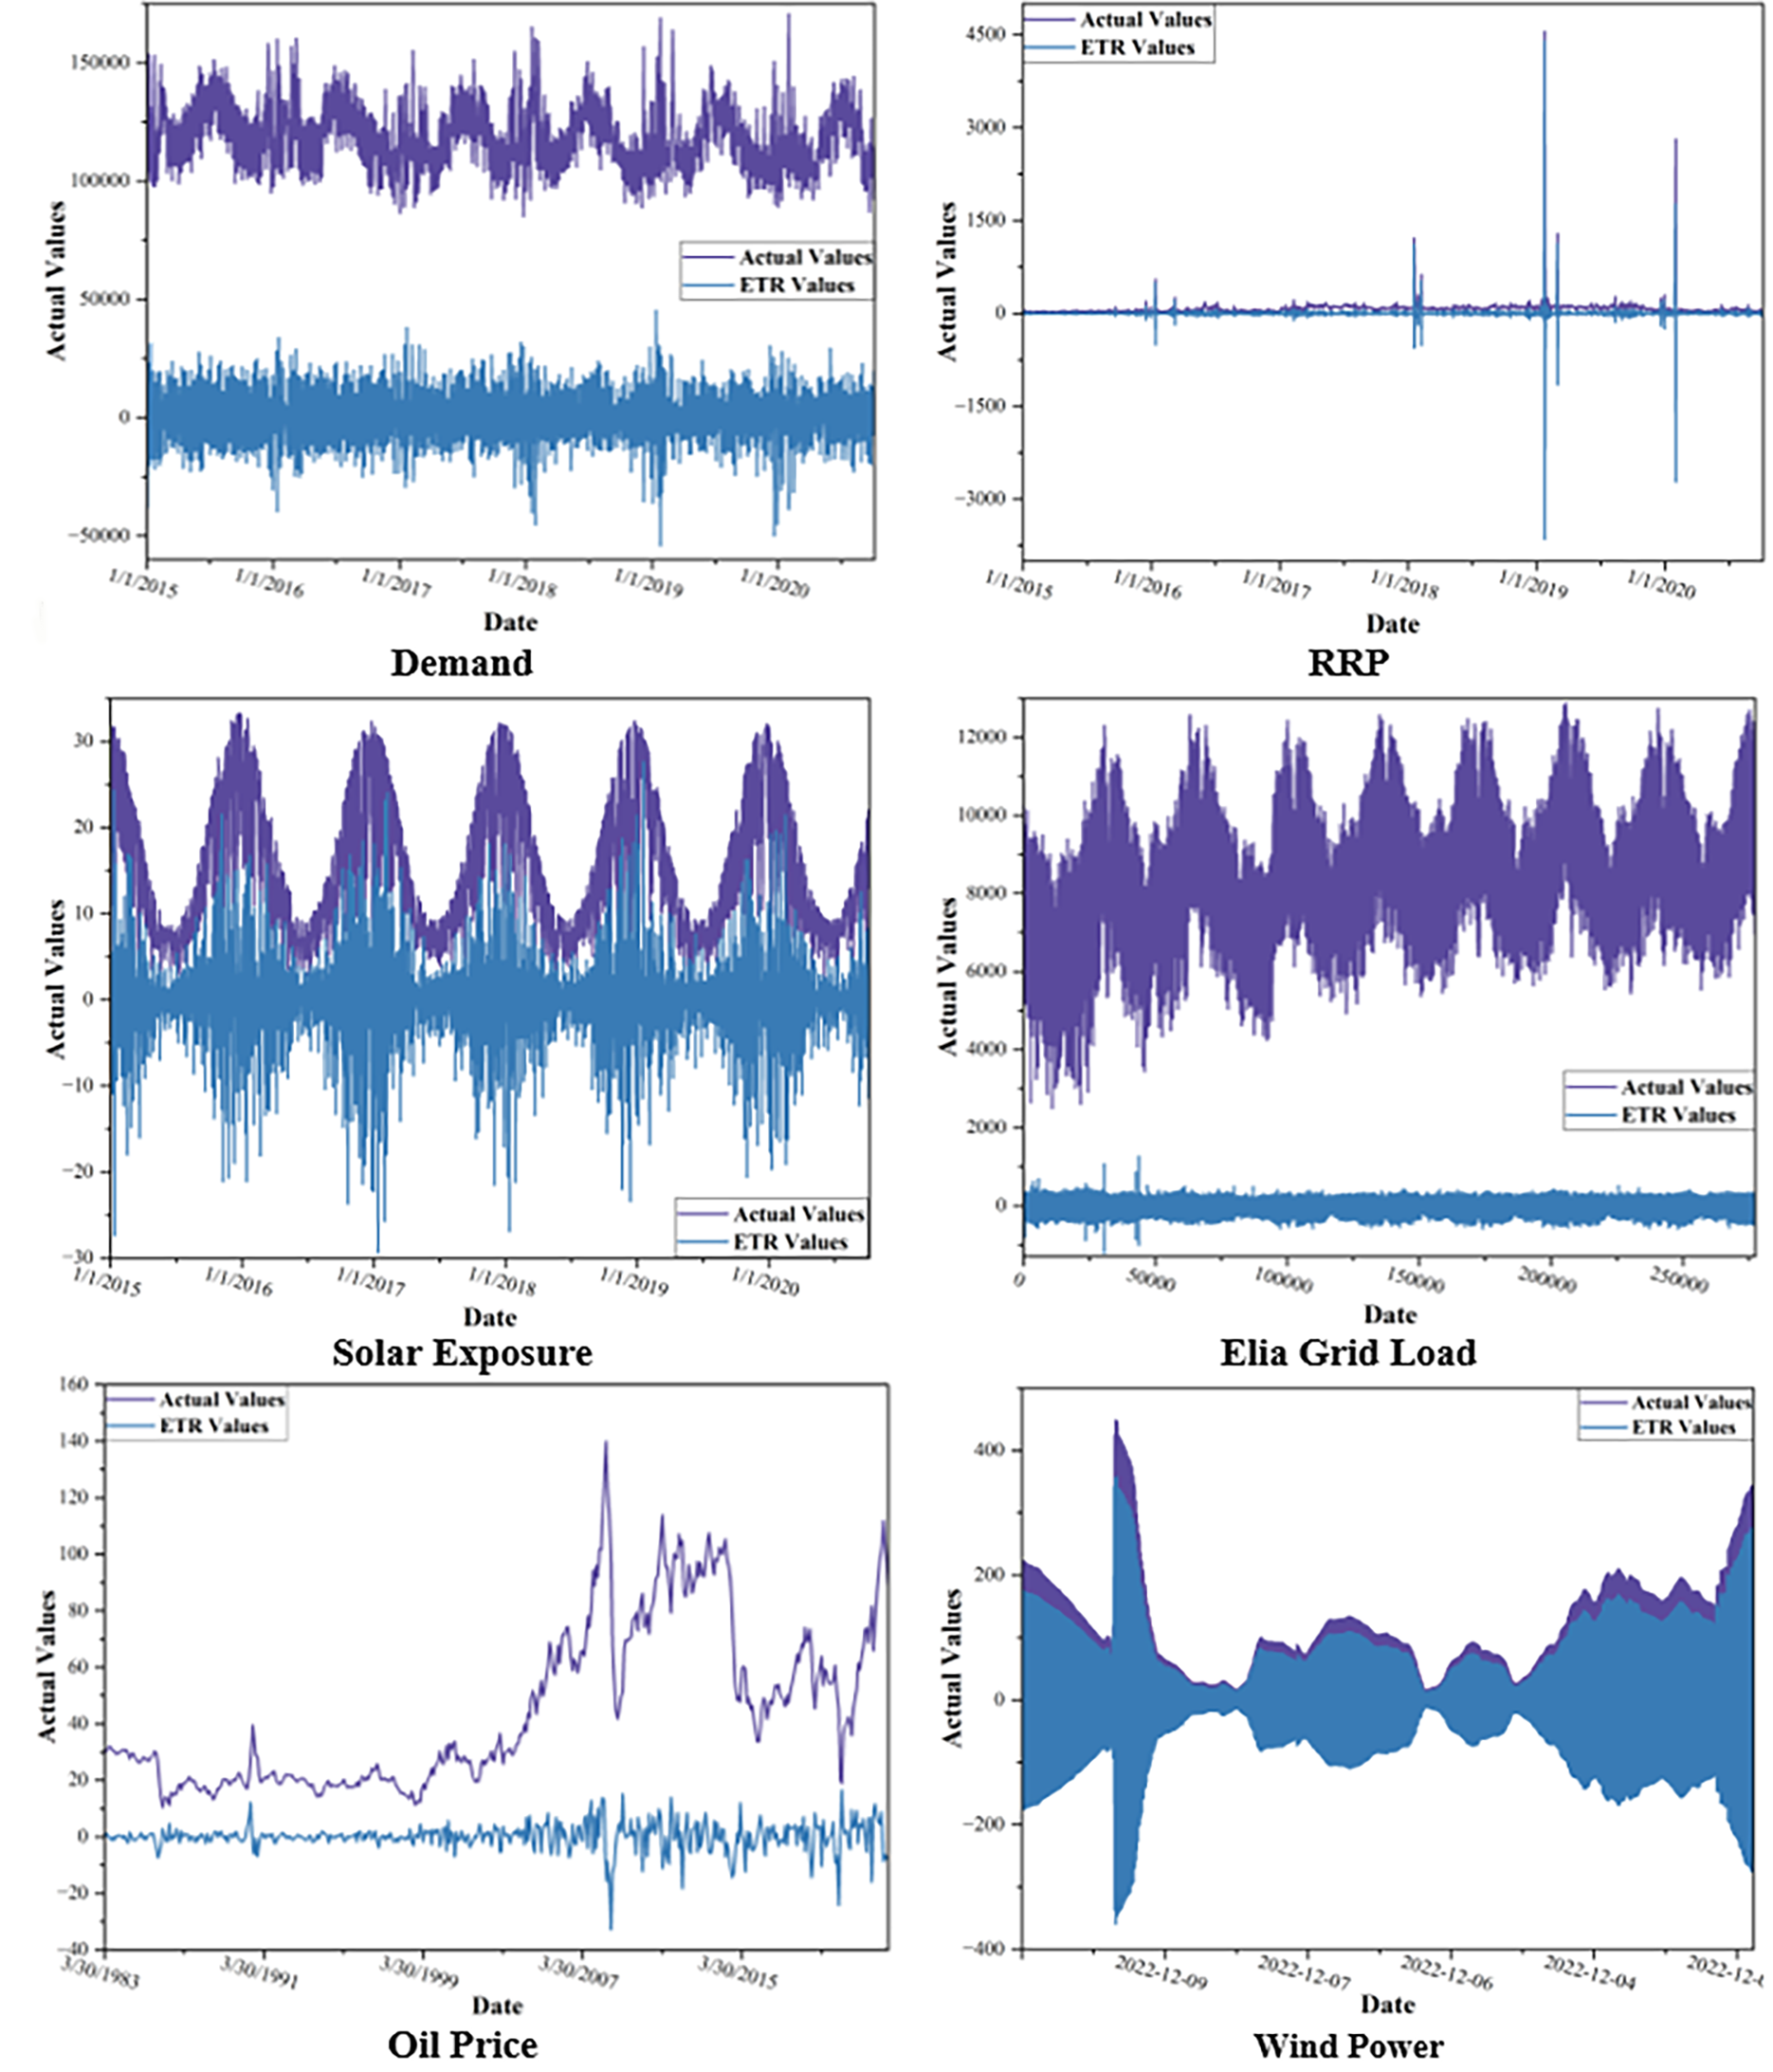 Actual Values
ETR Values
150000
100000
50000
0
−50000
Actual Values
1/1/2015
1/1/2016
1/1/2017
1/1/2018
1/1/2019
1/1/2020
Date
Demand
Actual Values
ETR Values
4500
3000
1500
0
−1500
−3000
Actual Values
1/1/2015
1/1/2016
1/1/2017
1/1/2018
1/1/2019
1/1/2020
Date
RRP
30
20
10
0
−10
−20
−30
Actual Values
Actual Values
ETR Values
1/1/2015
1/1/2016
1/1/2017
1/1/2018
1/1/2019
1/1/2020
Date
Solar Exposure
12000
10000
8000
6000
4000
2000
0
Actual Values
Actual Values
ETR Values
0
50000
100000
150000
200000
250000
Date
Elia Grid Load
160
140
120
100
80
60
40
20
0
−20
−40
Actual Values
Actual Values
ETR Values
3/30/1983
3/30/1991
3/30/1999
3/30/2007
3/30/2015
Date
Oil Price
Actual Values
ETR Values
400
200
0
−200
−400
Actual Values
2022-12-09
2022-12-07
2022-12-06
2022-12-04
Date
Wind Power